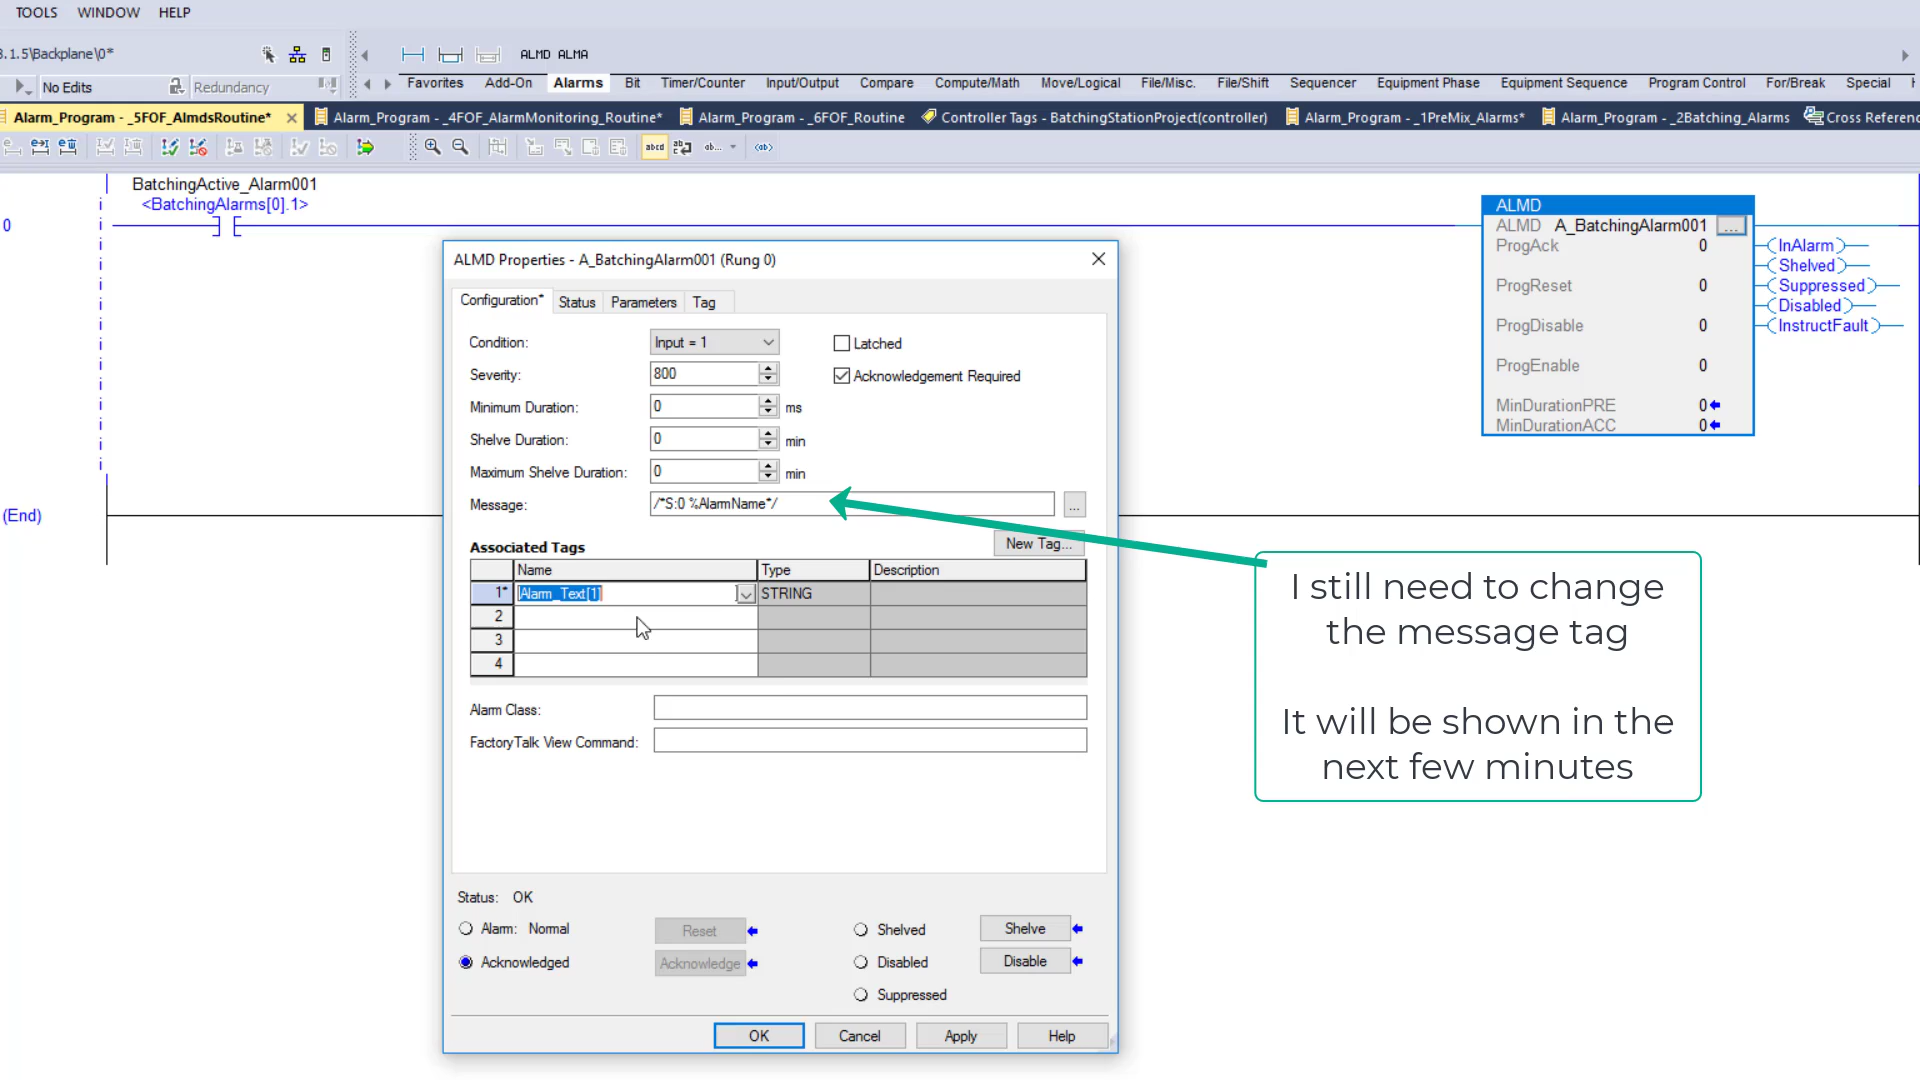 TOOLS WINDOW HELP
3.1.5\Backplane\0*
ALMD ALMA
No Edits
Redundancy
Favorites Add-On Alarms Bit Timer/Counter Input/Output Compare Compute/Math Move/Logical File/Misc. File/Shift Sequencer Equipment Phase Equipment Sequence Program Control For/Break Special
Alarm_Program - _5FOF_AlmdsRoutine* Alarm_Program - _4FOF_AlarmMonitoring_Routine* Alarm_Program - _6FOF_Routine Controller Tags - BatchingStationProject(controller) Alarm_Program - _1PreMix_Alarms* Alarm_Program - _2Batching_Alarms Cross Referenc
abcd ab... <ab>
BatchingActive_Alarm001
<BatchingAlarms[0].1>
0
(End)
ALMD
ALMD A_BatchingAlarm001 ...
ProgAck 0
ProgReset 0
ProgDisable 0
ProgEnable 0
MinDurationPRE 0
MinDurationACC 0
InAlarm
Shelved
Suppressed
Disabled
InstructFault
ALMD Properties - A_BatchingAlarm001 (Rung 0)
Configuration* Status Parameters Tag
Condition: Input = 1 Latched
Severity: 800 Acknowledgement Required
Minimum Duration: 0 ms
Shelve Duration: 0 min
Maximum Shelve Duration: 0 min
Message: /*S:0 %AlarmName*/ ...
Associated Tags New Tag...
Name Type Description
1* Alarm_Text[1] STRING
2
3
4
Alarm Class:
FactoryTalk View Command:
Status: OK
Alarm: Normal Reset Shelved Shelve
Acknowledged Acknowledge Disabled Disable
Suppressed
OK Cancel Apply Help
I still need to change
the message tag
It will be shown in the
next few minutes